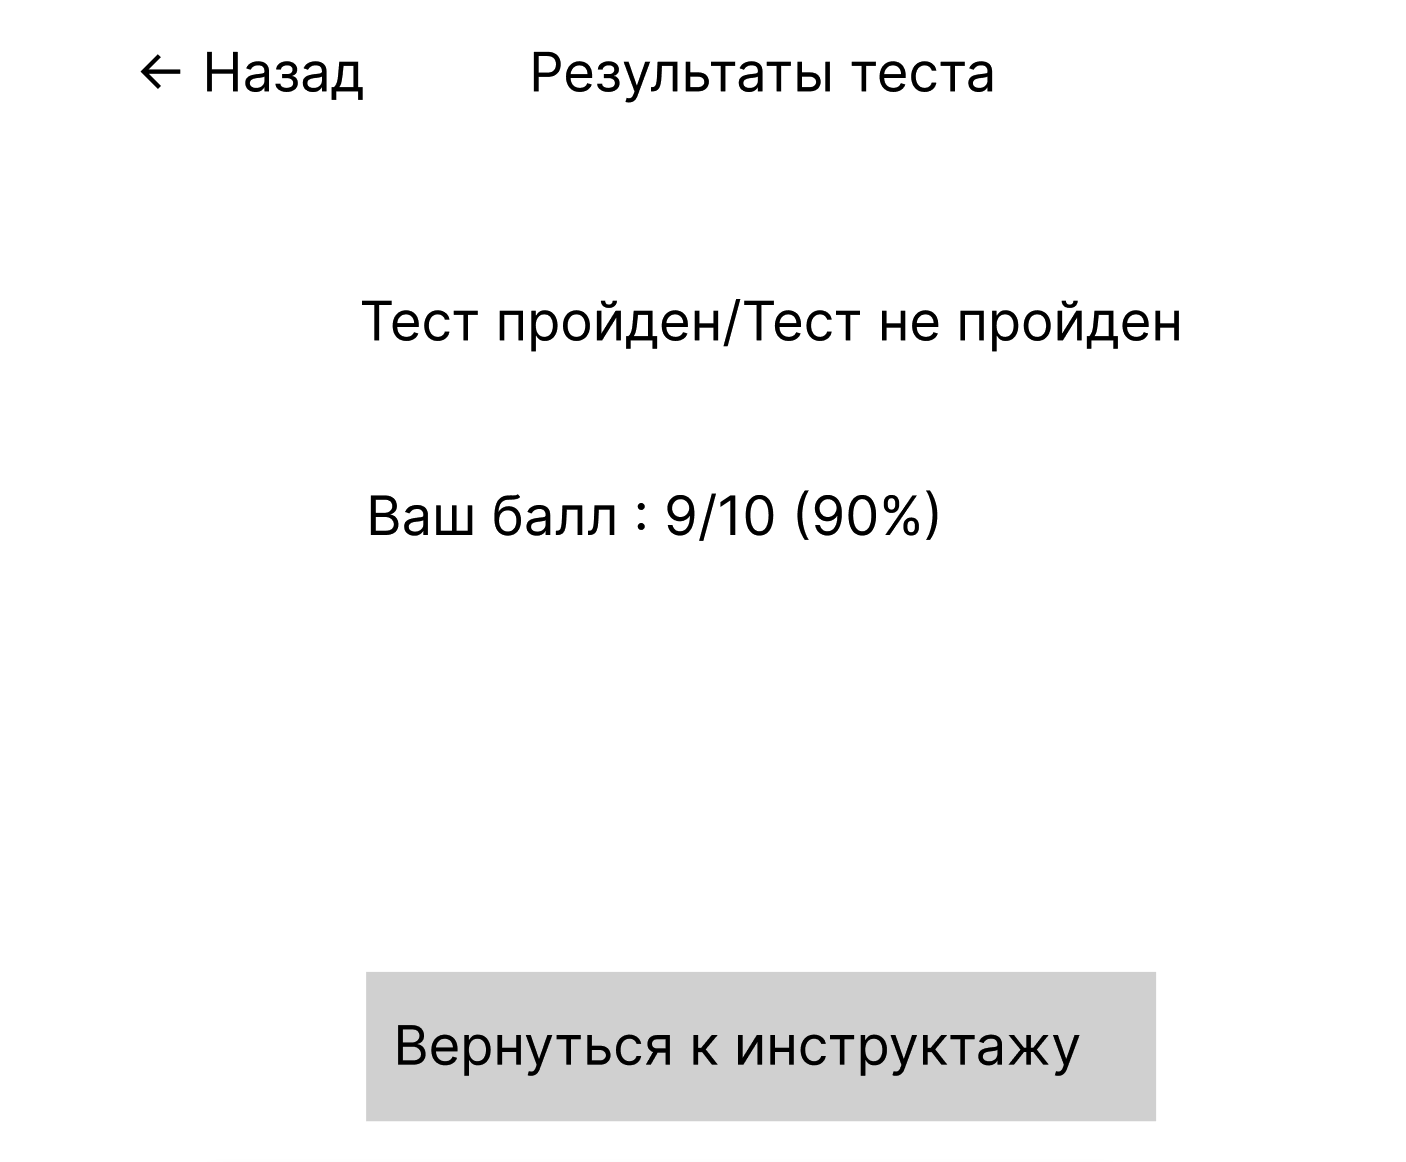 ← Назад Результаты теста
Тест пройден/Тест не пройден
Ваш балл : 9/10 (90%)
Вернуться к инструктажу